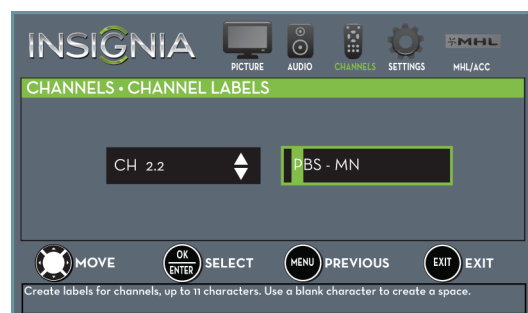 INSIGNIA
PICTURE AUDIO CHANNELS SETTINGS MHL MHL/ACC
CHANNELS • CHANNEL LABELS
CH 2.2 PBS - MN
MOVE OK ENTER SELECT MENU PREVIOUS EXIT EXIT
Create labels for channels, up to 11 characters. Use a blank character to create a space.